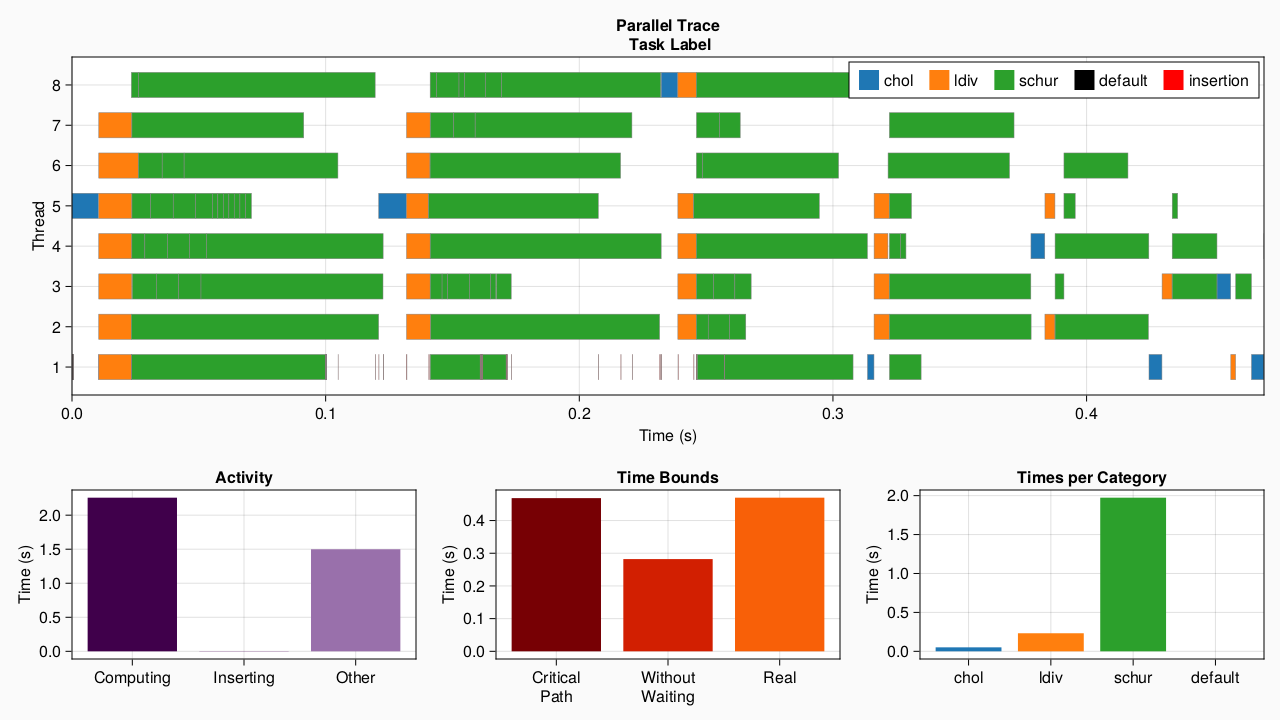 Parallel Trace
Task Label
chol ldiv schur default insertion
Thread
8
7
6
5
4
3
2
1
0.0 0.1 0.2 0.3 0.4
Time (s)
Activity
Time (s)
2.0
1.5
1.0
0.5
0.0
Computing Inserting Other
Time Bounds
Time (s)
0.4
0.3
0.2
0.1
0.0
Critical Path Without Waiting Real
Times per Category
Time (s)
2.0
1.5
1.0
0.5
0.0
chol ldiv schur default